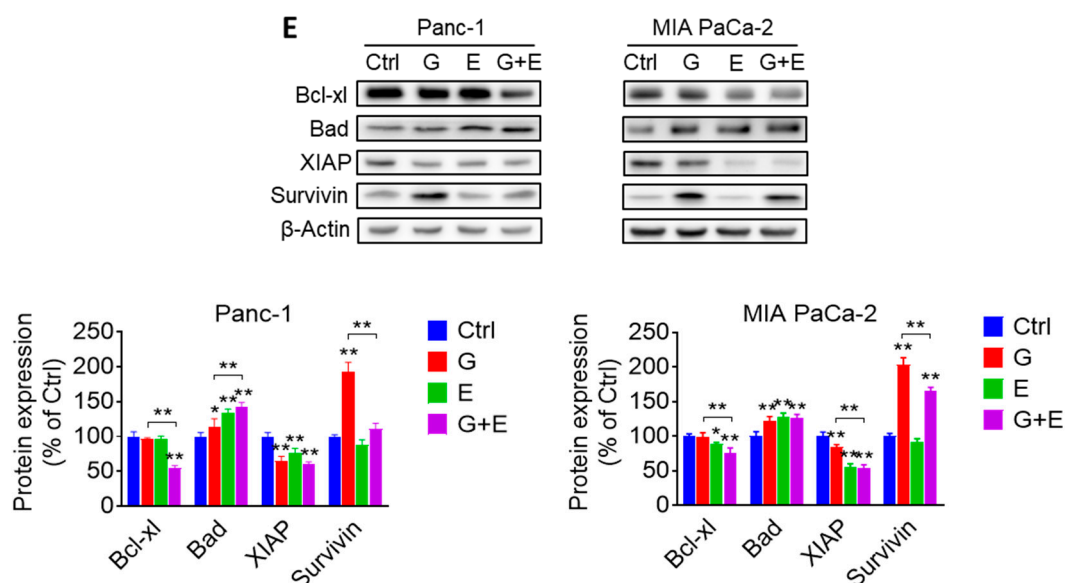 E
Panc-1
MIA PaCa-2
Ctrl G E G+E
Ctrl G E G+E
Bcl-xl
Bad
XIAP
Survivin
β-Actin
Panc-1
Protein expression
(% of Ctrl)
250
200
150
100
50
0
**
**
**
*
**
**
**
**
**
**
**
Bcl-xl
Bad
XIAP
Survivin
Ctrl
G
E
G+E
MIA PaCa-2
Protein expression
(% of Ctrl)
250
200
150
100
50
0
**
*
**
**
**
**
**
**
**
**
**
**
**
Bcl-xl
Bad
XIAP
Survivin
Ctrl
G
E
G+E